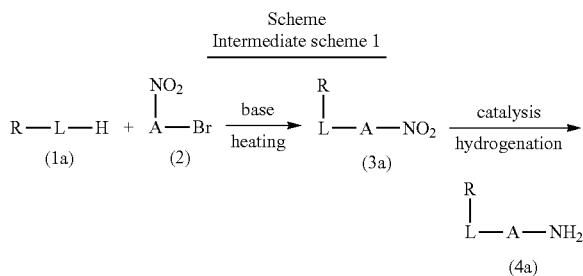 Scheme
Intermediate scheme 1
NO₂
R—L—H + A—Br base heating
(1a) (2)
R
L—A—NO₂ catalysis hydrogenation
(3a)
R
L—A—NH₂
(4a)